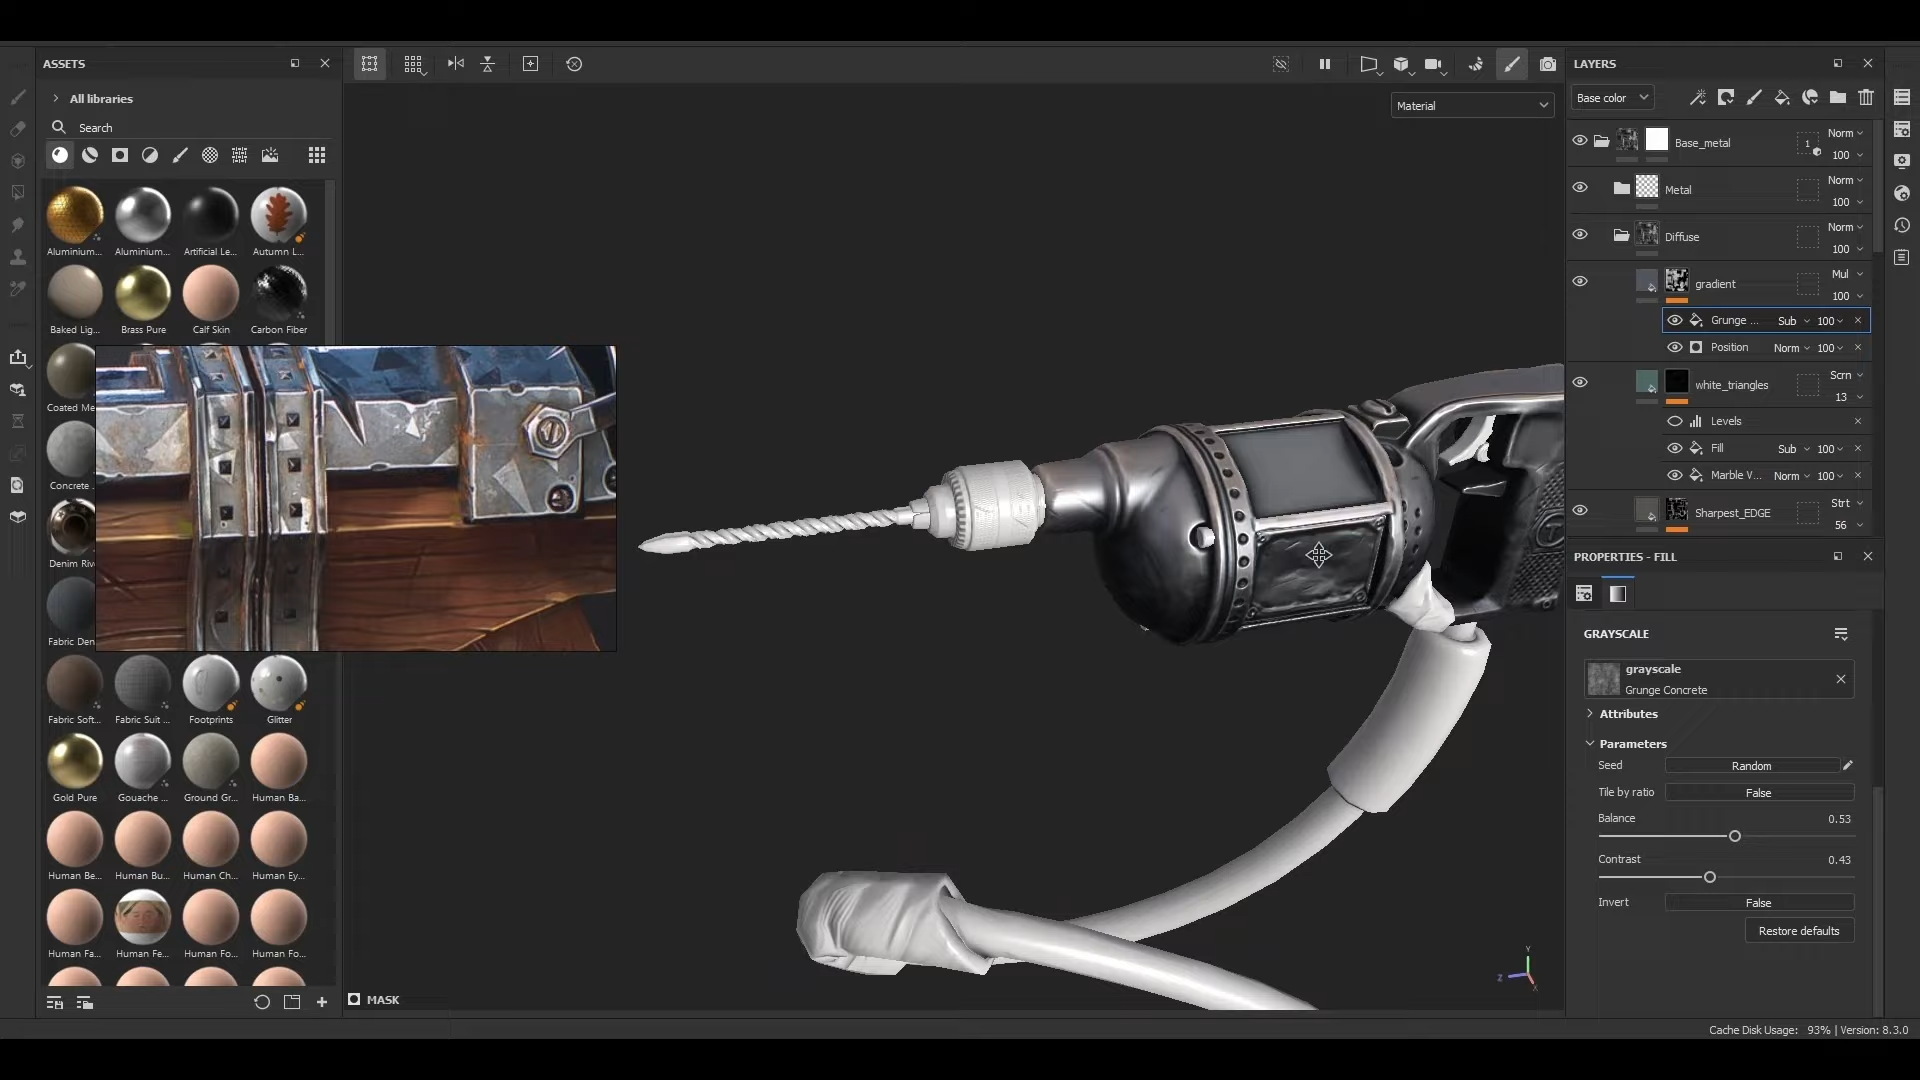 ASSETS
All libraries
Search
Aluminium...
Aluminium...
Artificial Le...
Autumn L...
Baked Lig...
Brass Pure
Calf Skin
Carbon Fiber
Coated Me
Concrete
Denim Riv
Fabric Den
Fabric Soft...
Fabric Suit ...
Footprints
Glitter
Gold Pure
Gouache ...
Ground Gr...
Human Ba...
Human Be...
Human Bu...
Human Ch...
Human Ey...
Human Fa...
Human Fe...
Human Fo...
Human Fo...
Material
MASK
Y
Z
X
LAYERS
Base color
Base_metal
1
Norm
100
Metal
Norm
100
Diffuse
Norm
100
gradient
Mul
100
Grunge ... Sub 100
Position Norm 100
white_triangles
Scrn
13
Levels
Fill Sub 100
Marble V... Norm 100
Sharpest_EDGE
Strt
56
PROPERTIES - FILL
GRAYSCALE
grayscale
Grunge Concrete
Attributes
Parameters
Seed Random
Tile by ratio False
Balance 0.53
Contrast 0.43
Invert False
Restore defaults
Cache Disk Usage: 93% | Version: 8.3.0